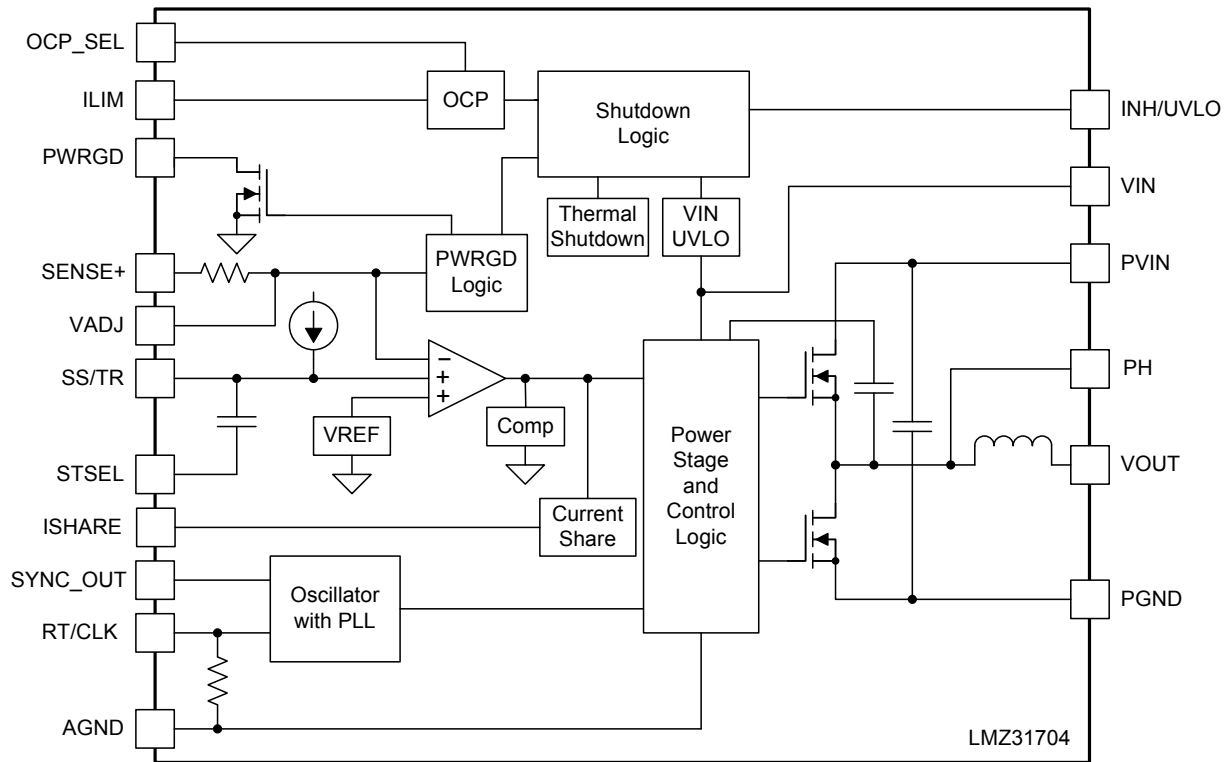 OCP_SEL
ILIM
PWRGD
SENSE+
VADJ
SS/TR
STSEL
ISHARE
SYNC_OUT
RT/CLK
AGND
OCP
Shutdown
Logic
Thermal
Shutdown
VIN
UVLO
PWRGD
Logic
−
+
+
VREF
Comp
Current
Share
Oscillator
with PLL
Power
Stage
and
Control
Logic
INH/UVLO
VIN
PVIN
PH
VOUT
PGND
LMZ31704